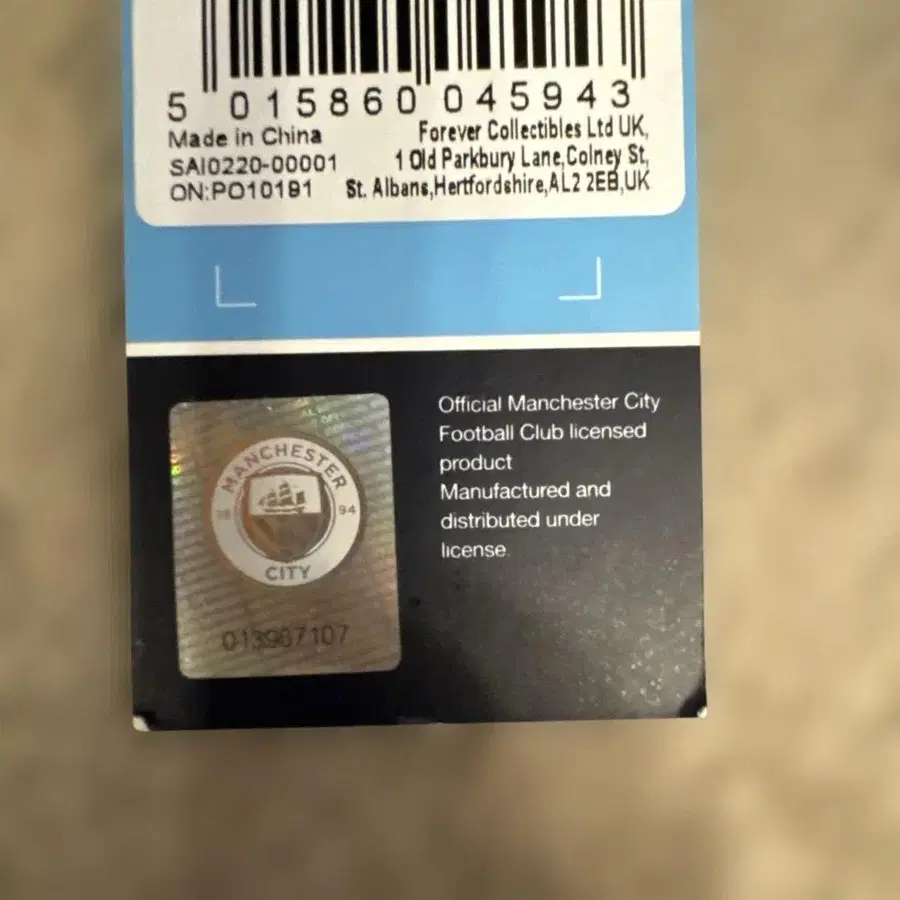 5 015860 045943
Made in China
SAI0220-00001
ON:PO10191
Forever Collectibles Ltd UK,
1 Old Parkbury Lane,Colney St,
St. Albans,Hertfordshire,AL2 2EB,UK
MANCHESTER
94
CITY
Official Manchester City
Football Club licensed
product
Manufactured and
distributed under
license.